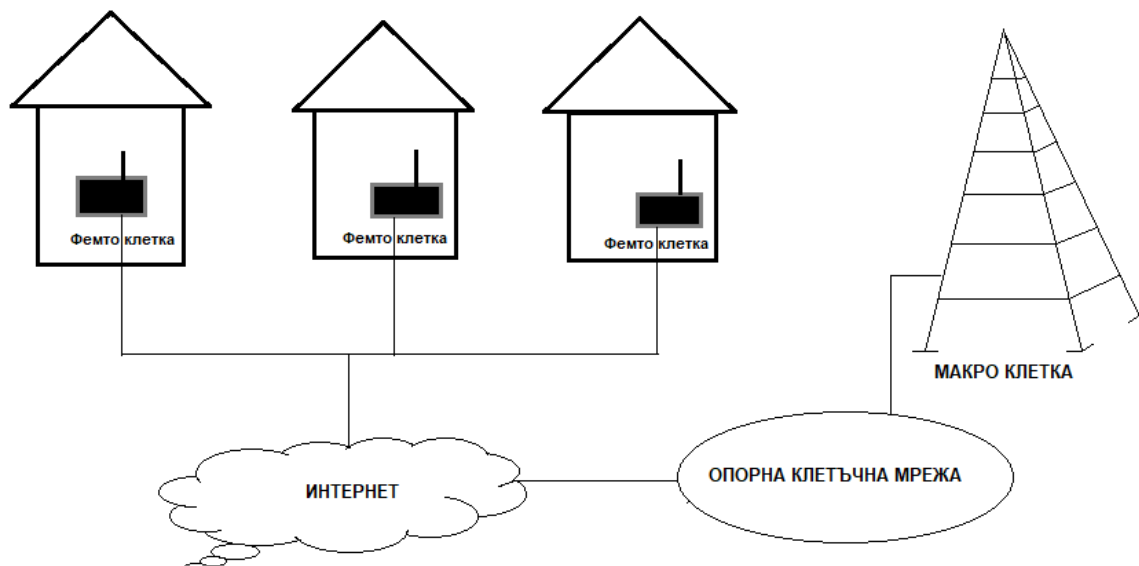 Фемто клетка
Фемто клетка
Фемто клетка
МАКРО КЛЕТКА
ИНТЕРНЕТ
ОПОРНА КЛЕТЪЧНА МРЕЖА